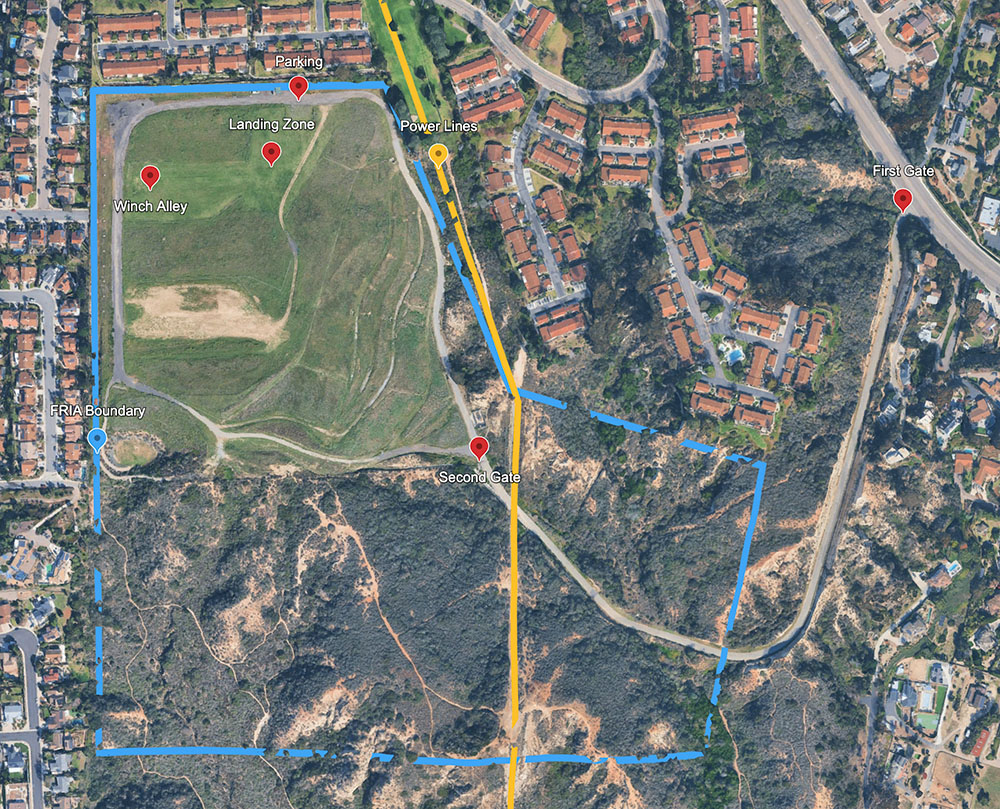 Parking
Landing Zone
Power Lines
First Gate
Winch Alley
FRIA Boundary
Second Gate